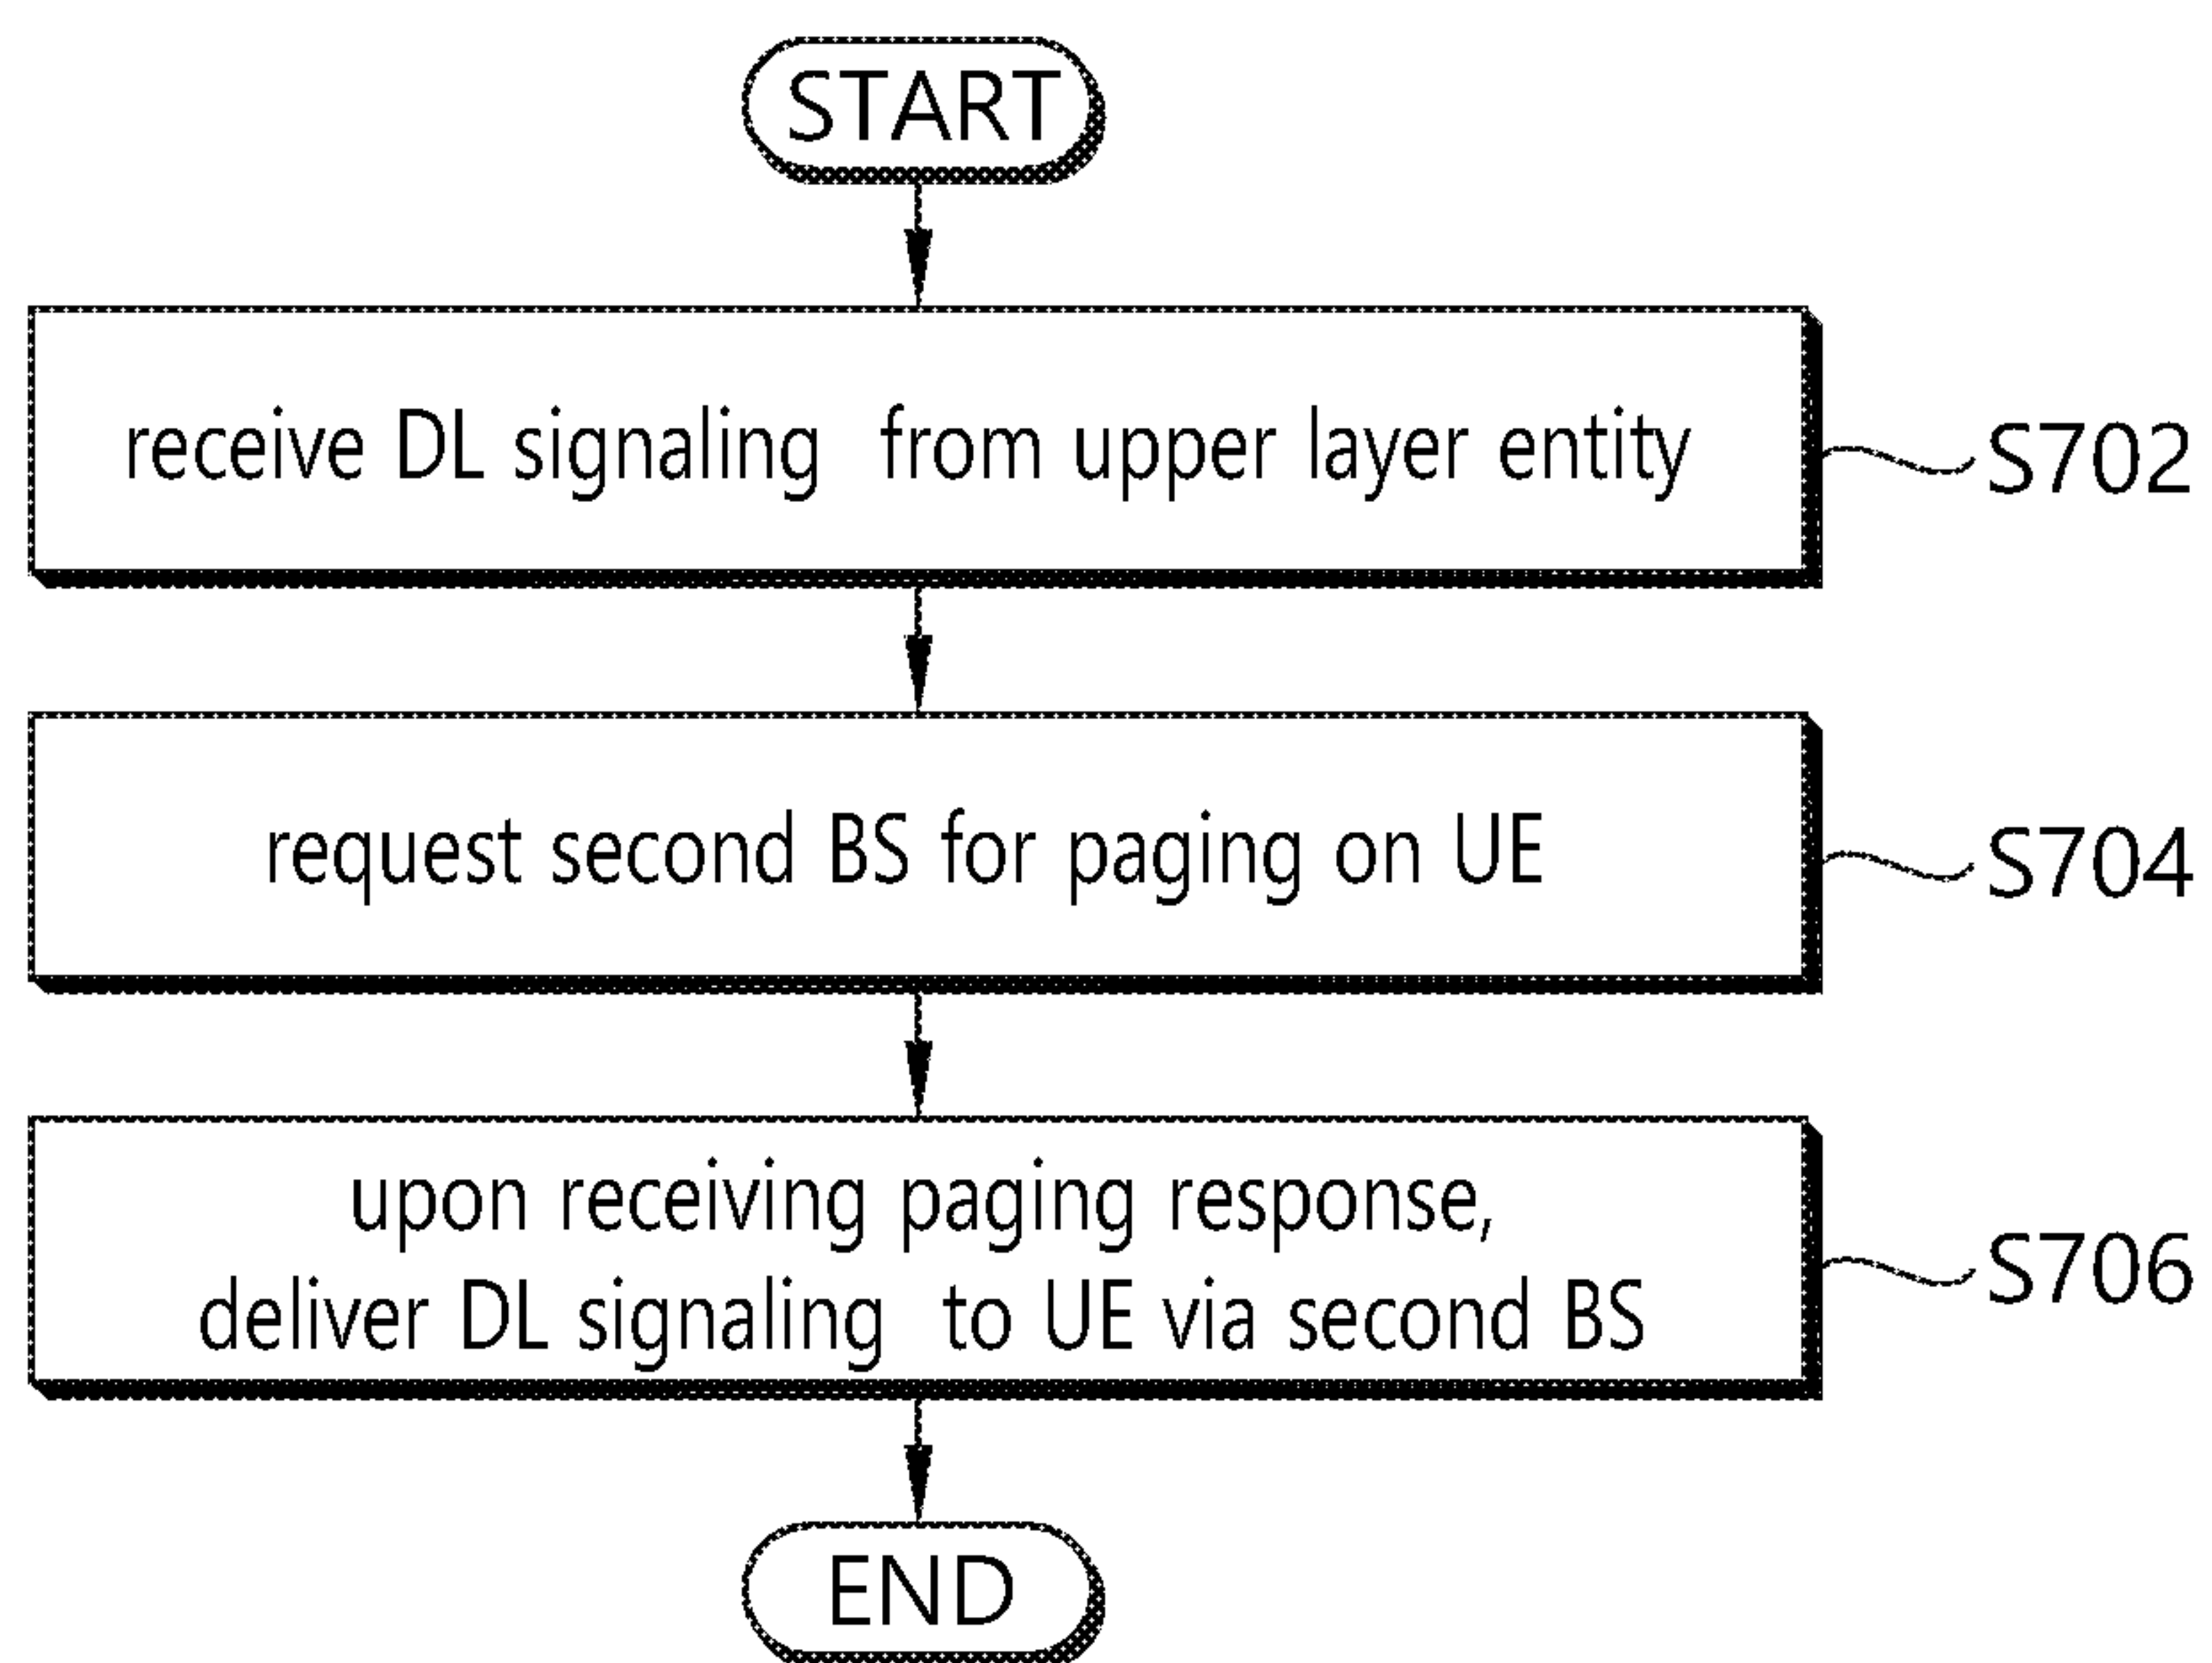 START
receive DL signaling from upper layer entity
S702
request second BS for paging on UE
S704
upon receiving paging response,
deliver DL signaling to UE via second BS
S706
END